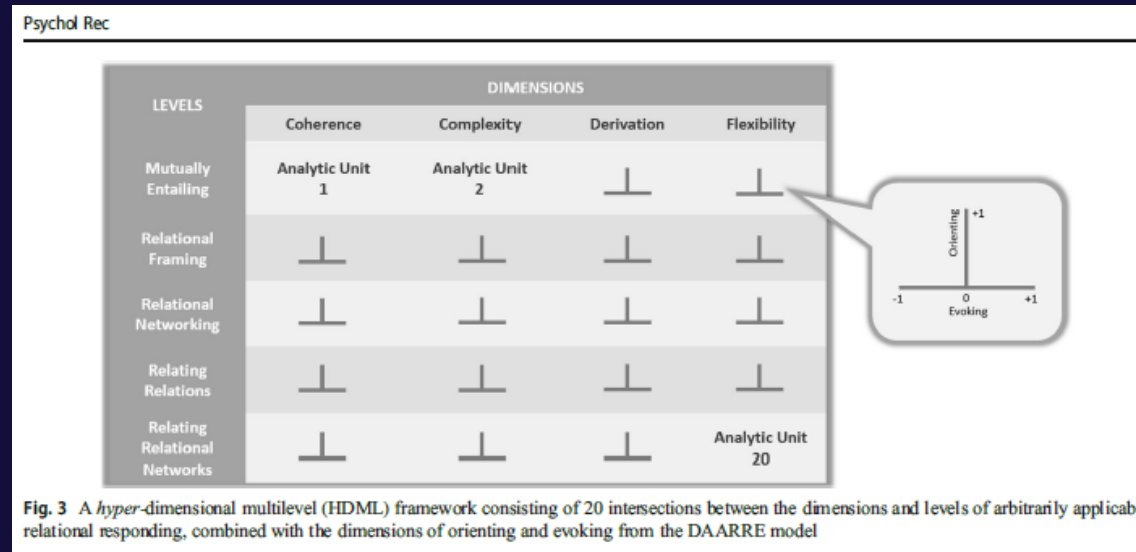 Psychol Rec
DIMENSIONS
LEVELS
Coherence Complexity Derivation Flexibility
Mutually
Entailing
Analytic Unit
1
Analytic Unit
2
Relational
Framing
Relational
Networking
Relating
Relations
Relating
Relational
Networks
Analytic Unit
20
Orienting
+1
-1 0 +1
Evoking
Fig. 3 A hyper-dimensional multilevel (HDML) framework consisting of 20 intersections between the dimensions and levels of arbitrarily applicab
relational responding, combined with the dimensions of orienting and evoking from the DAARRE model